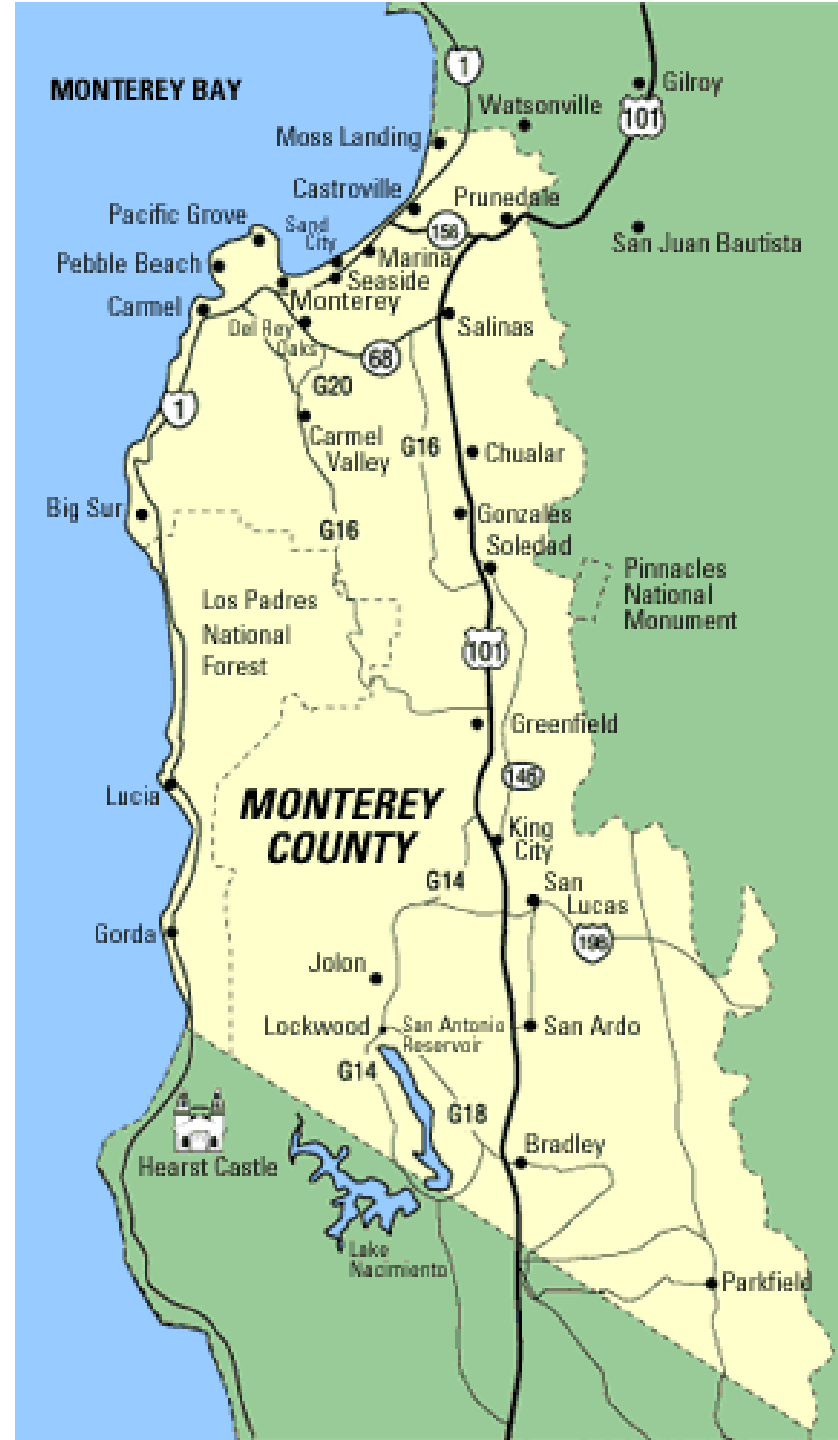 1
Gilroy
MONTEREY BAY
Watsonville
101
Moss Landing
Castroville
Prunedale
Pacific Grove
Sand
City
156
San Juan Bautista
Marina
Pebble Beach
Seaside
Carmel
Monterey
Del Rey
Oaks
Salinas
68
G20
1
Carmel
Valley
G16
Chualar
Big Sur
Gonzales
G16
Soledad
Pinnacles
National
Monument
Los Padres
National
Forest
101
Greenfield
146
Lucia
MONTEREY
COUNTY
King
City
G14
San
Lucas
Gorda
198
Jolon
Lockwood
San Antonio
Reservoir
San Ardo
G14
G18
Bradley
Hearst Castle
Lake
Nacimiento
Parkfield